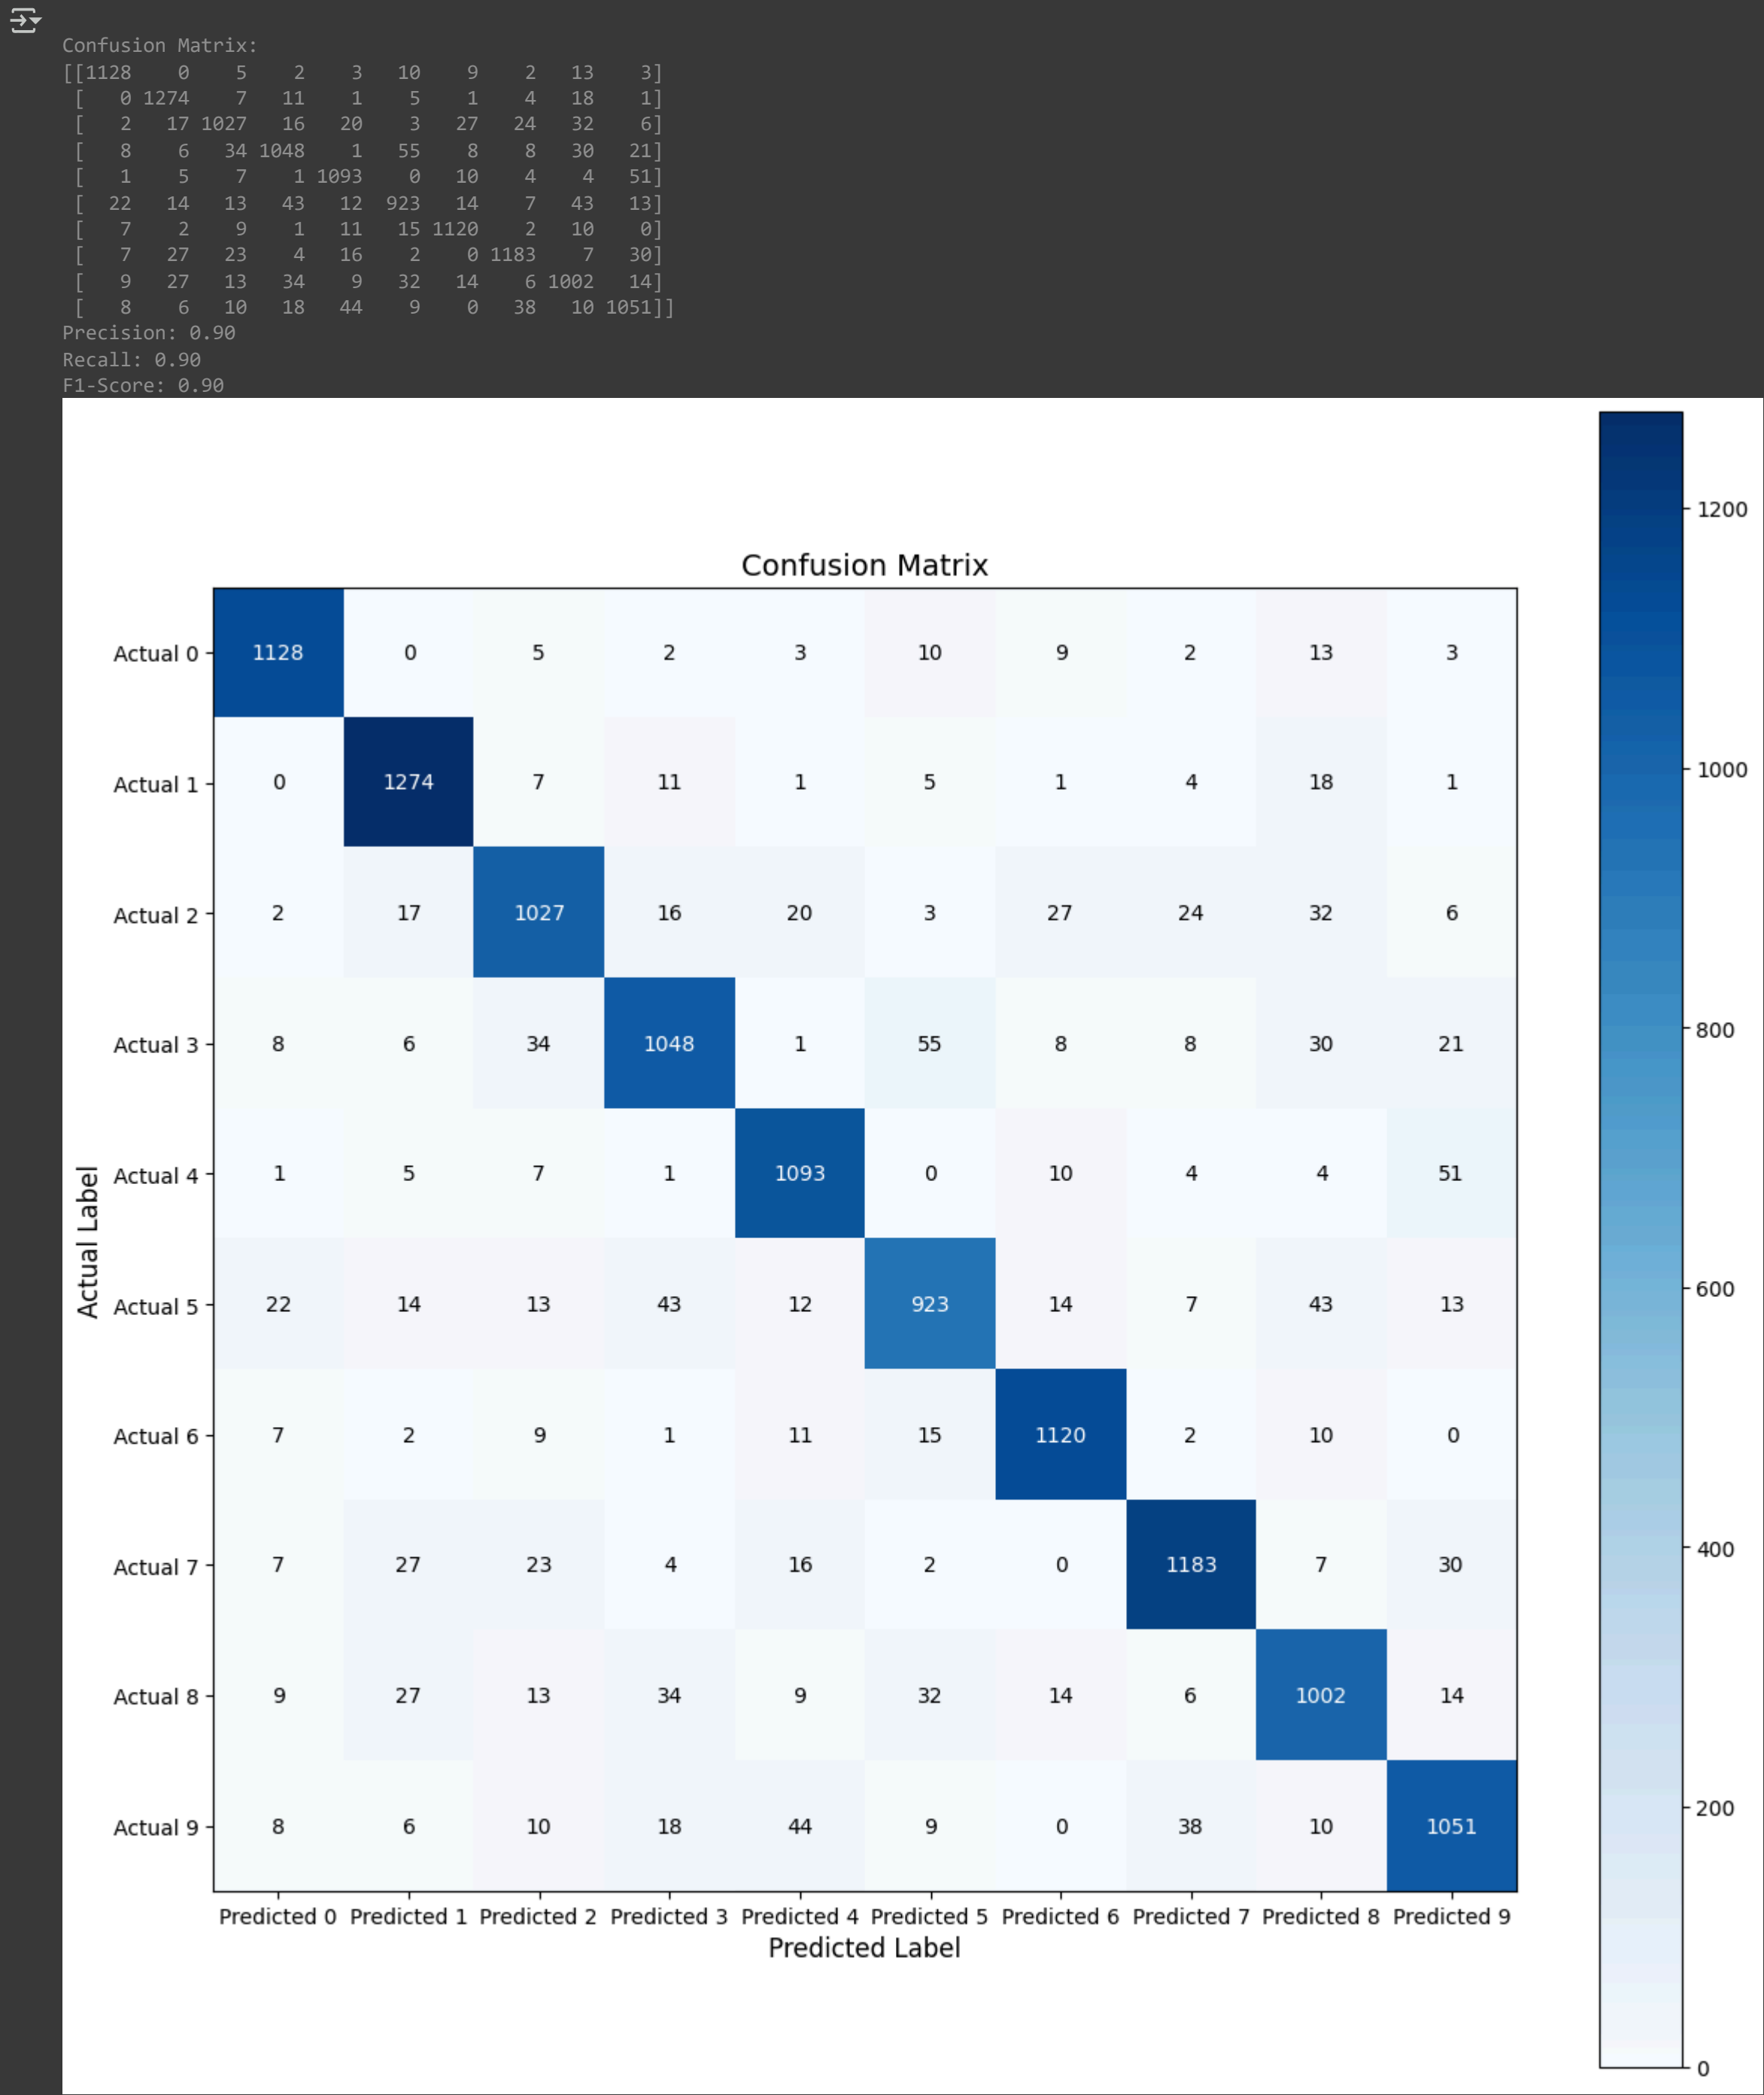 Confusion Matrix:
[[1128    0    5    2    3   10    9    2   13    3]
 [   0 1274    7   11    1    5    1    4   18    1]
 [   2   17 1027   16   20    3   27   24   32    6]
 [   8    6   34 1048    1   55    8    8   30   21]
 [   1    5    7    1 1093    0   10    4    4   51]
 [  22   14   13   43   12  923   14    7   43   13]
 [   7    2    9    1   11   15 1120    2   10    0]
 [   7   27   23    4   16    2    0 1183    7   30]
 [   9   27   13   34    9   32   14    6 1002   14]
 [   8    6   10   18   44    9    0   38   10 1051]]
Precision: 0.90
Recall: 0.90
F1-Score: 0.90
Confusion Matrix
Actual 0 1128 0 5 2 3 10 9 2 13 3
Actual 1 0 1274 7 11 1 5 1 4 18 1
Actual 2 2 17 1027 16 20 3 27 24 32 6
Actual 3 8 6 34 1048 1 55 8 8 30 21
Actual 4 1 5 7 1 1093 0 10 4 4 51
Actual 5 22 14 13 43 12 923 14 7 43 13
Actual 6 7 2 9 1 11 15 1120 2 10 0
Actual 7 7 27 23 4 16 2 0 1183 7 30
Actual 8 9 27 13 34 9 32 14 6 1002 14
Actual 9 8 6 10 18 44 9 0 38 10 1051
Predicted 0 Predicted 1 Predicted 2 Predicted 3 Predicted 4 Predicted 5 Predicted 6 Predicted 7 Predicted 8 Predicted 9
Predicted Label
Actual Label
1200
1000
800
600
400
200
0